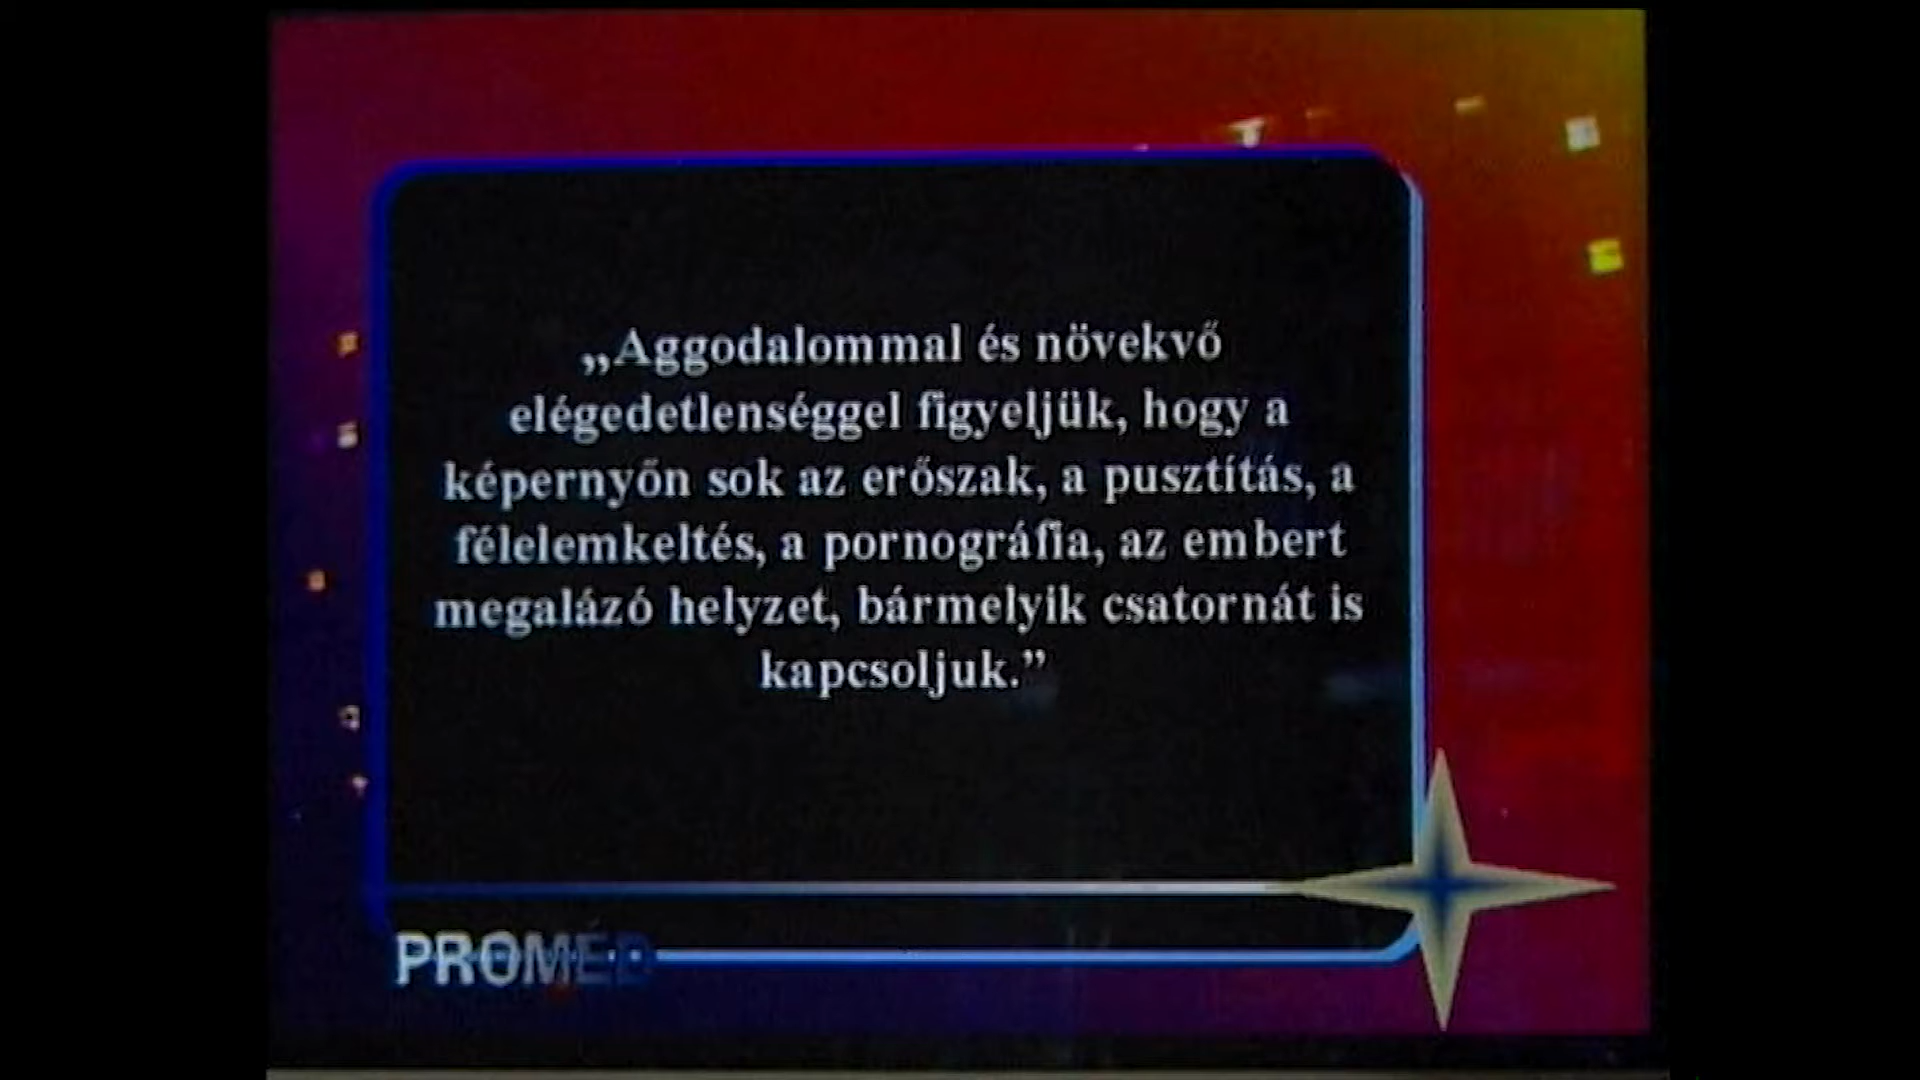 „Aggodalommal és növekvő
elégedetlenséggel figyeljük, hogy a
képernyőn sok az erőszak, a pusztítás, a
félelemkeltés, a pornográfia, az embert
megalázó helyzet, bármelyik csatornát is
kapcsoljuk.”
PROMÉD